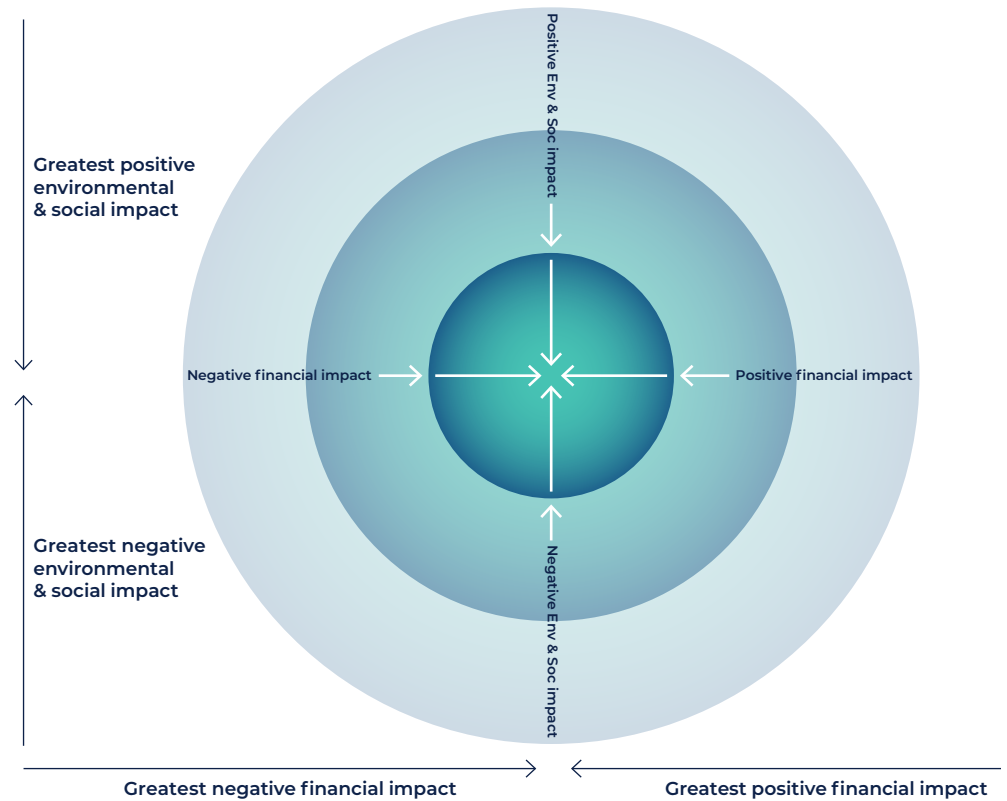 Positive Env & Soc impact
Greatest positive
environmental
& social impact
Negative financial impact
Positive financial impact
Greatest negative
environmental
& social impact
Negative Env & Soc impact
Greatest negative financial impact
Greatest positive financial impact